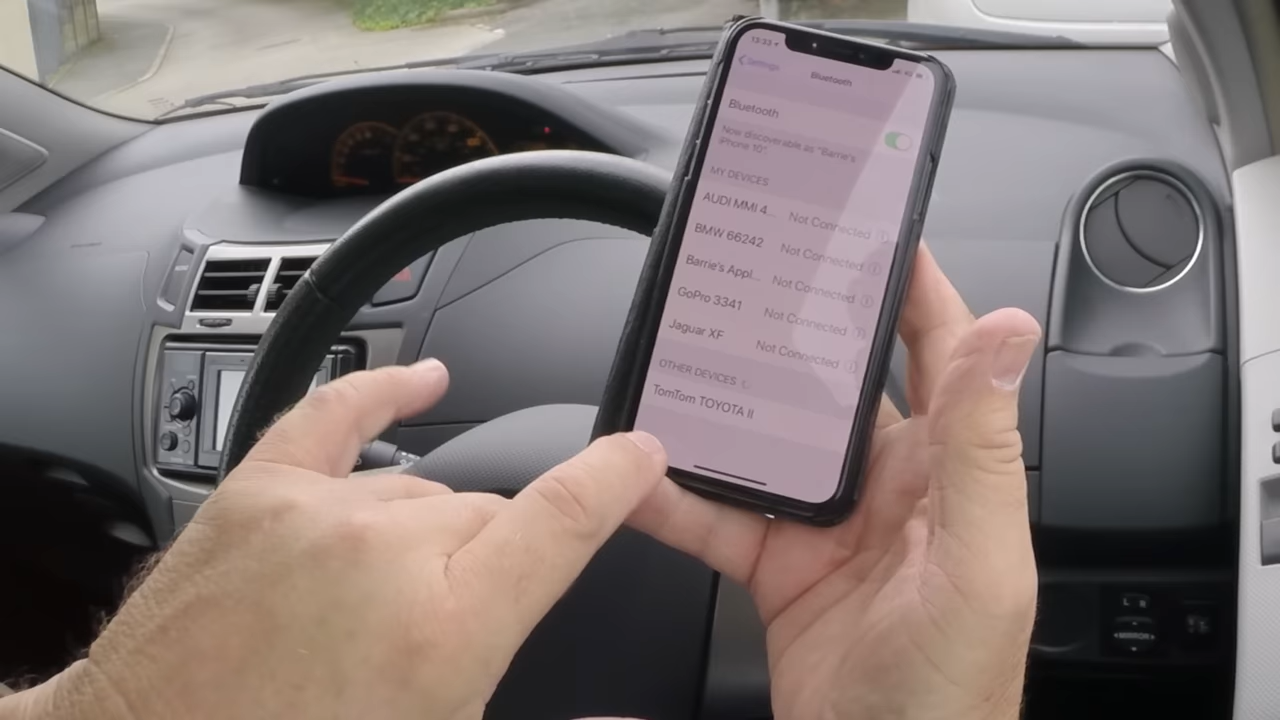 13:33
Settings
Bluetooth
Bluetooth
Now discoverable as "Barrie's
iPhone 10".
MY DEVICES
AUDI MMI 4... Not Connected
BMW 66242 Not Connected
Barrie's Appl... Not Connected
GoPro 3341 Not Connected
Jaguar XF Not Connected
OTHER DEVICES
TomTom TOYOTA II
L R
MIRROR